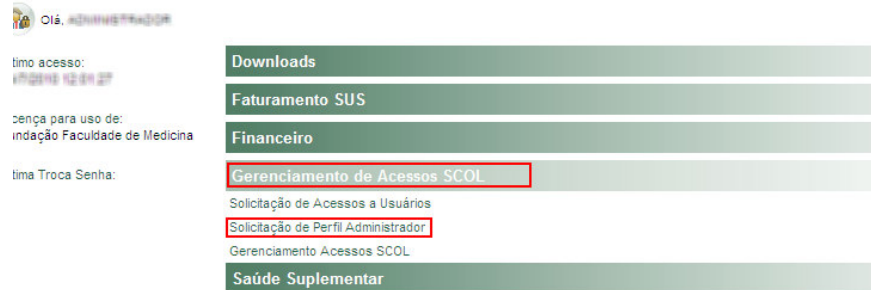 Olá,
timo acesso:
cença para uso de:
ındação Faculdade de Medicina
tima Troca Senha:
Downloads
Faturamento SUS
Financeiro
Gerenciamento de Acessos SCOL
Solicitação de Acessos a Usuários
Solicitação de Perfil Administrador
Gerenciamento Acessos SCOL
Saúde Suplementar